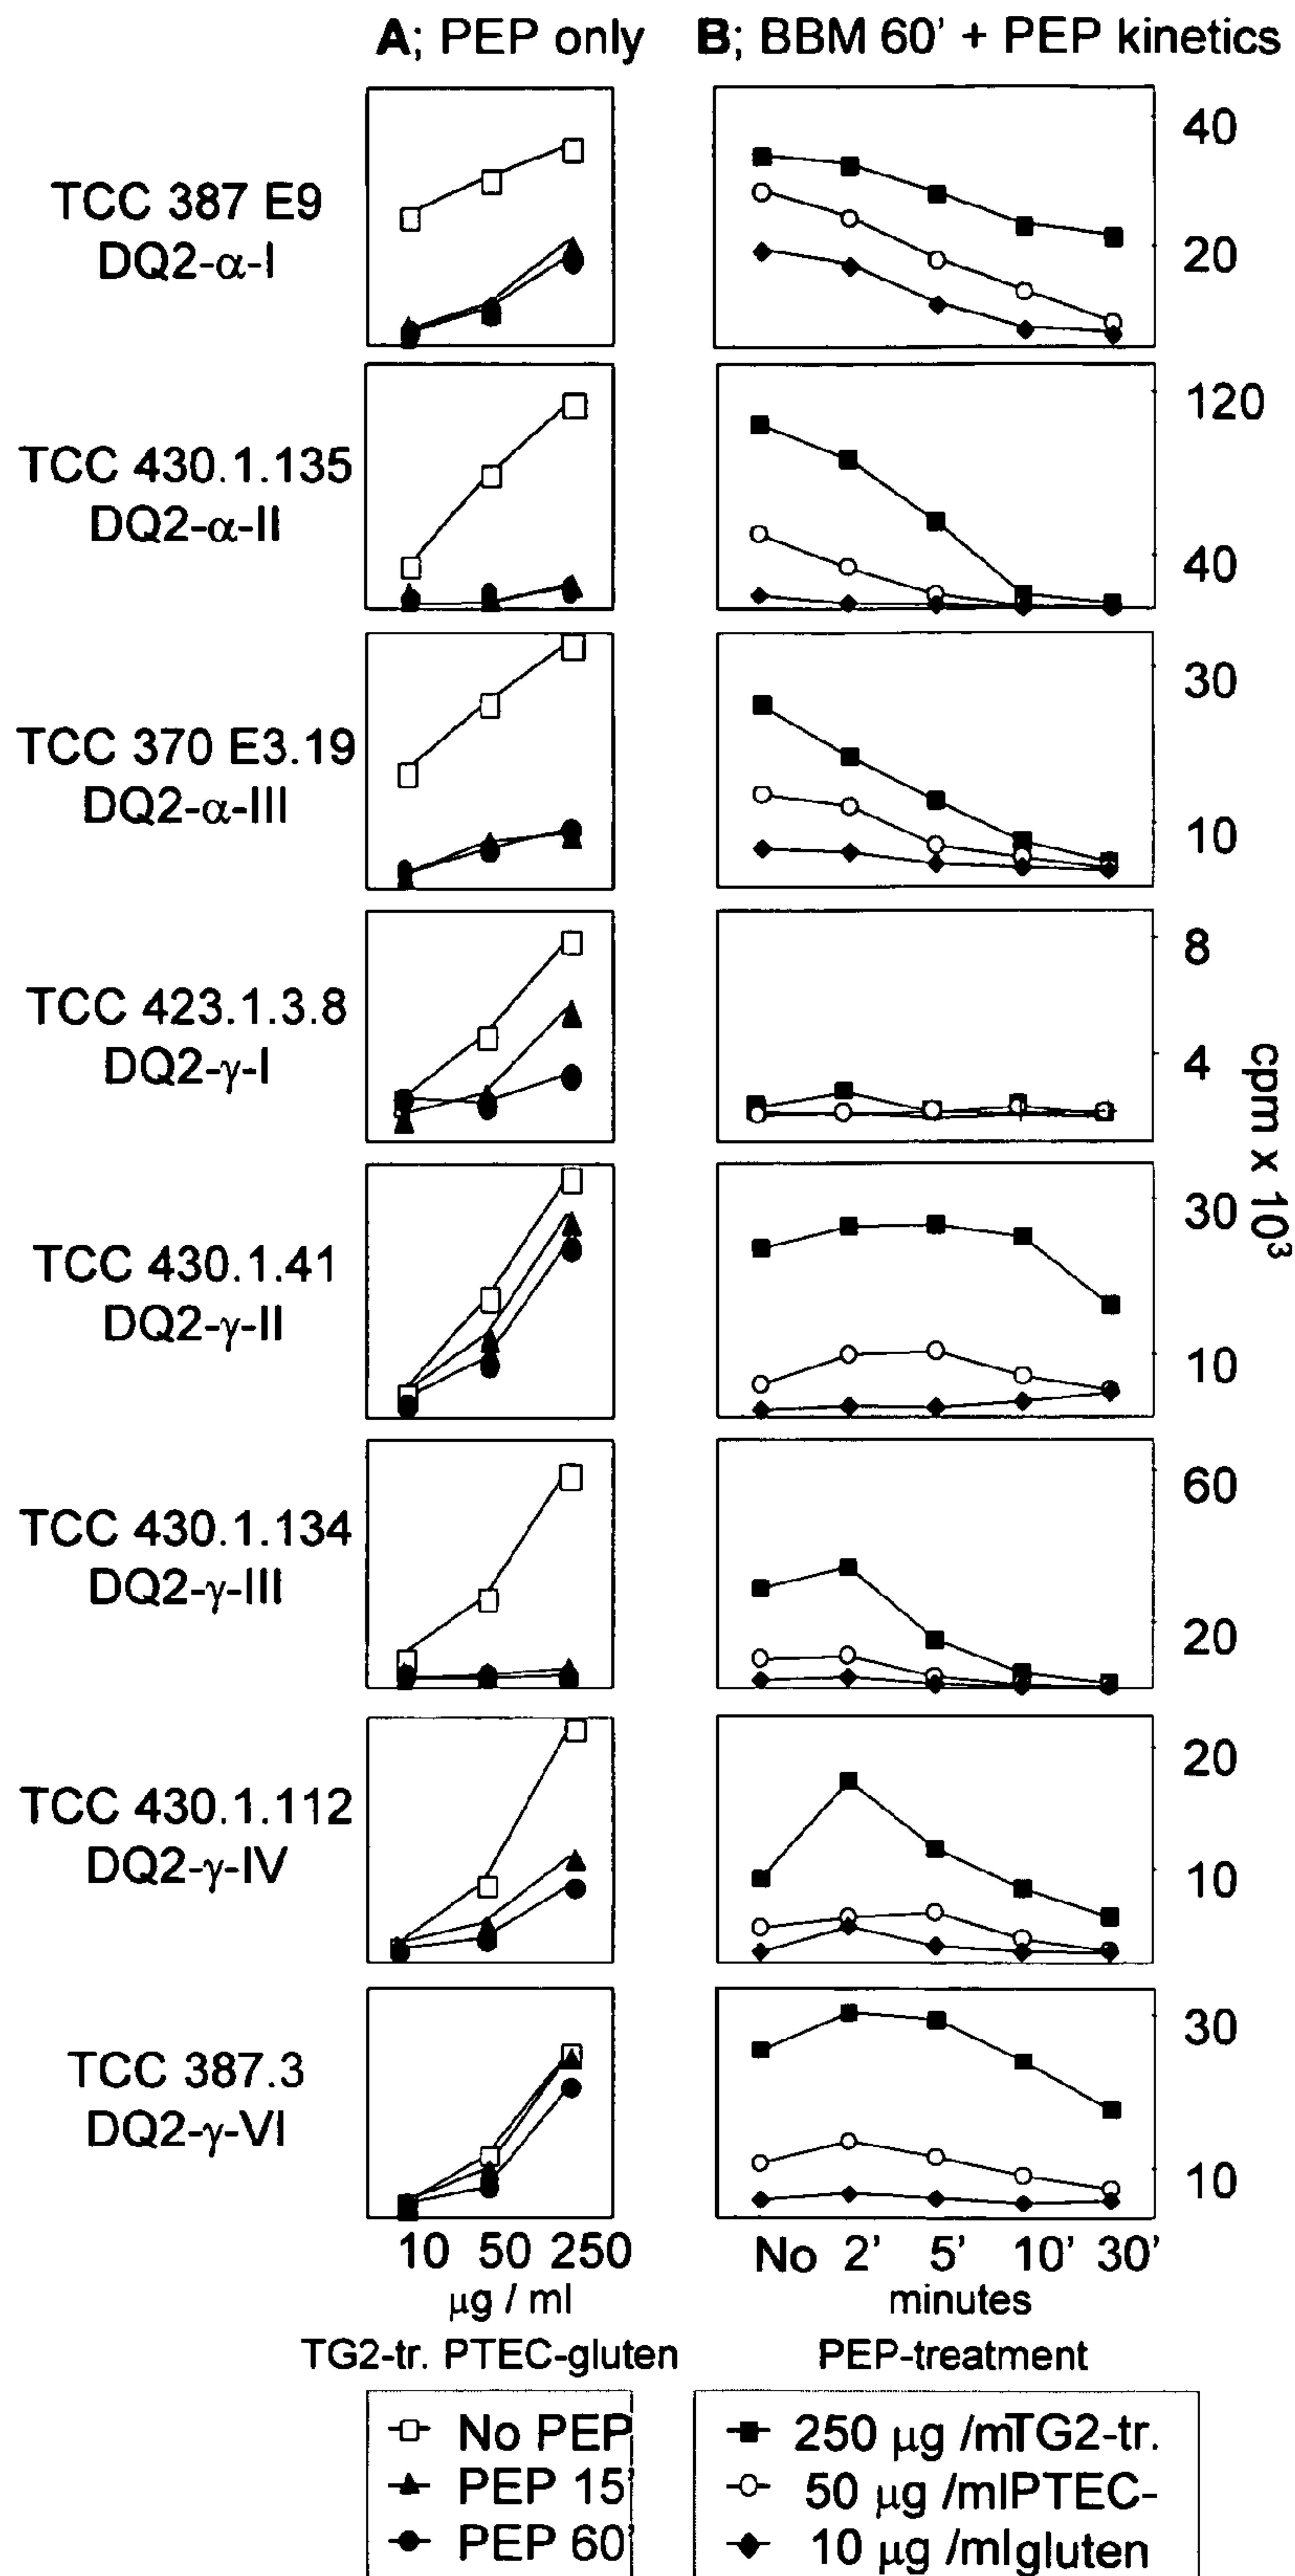 A; PEP only B; BBM 60' + PEP kinetics
TCC 387 E9
DQ2-α-I
40
20
TCC 430.1.135
DQ2-α-II
120
40
TCC 370 E3.19
DQ2-α-III
30
10
TCC 423.1.3.8
DQ2-γ-I
8
4
cpm x 10³
TCC 430.1.41
DQ2-γ-II
30
10
TCC 430.1.134
DQ2-γ-III
60
20
TCC 430.1.112
DQ2-γ-IV
20
10
TCC 387.3
DQ2-γ-VI
30
10
10 50 250
μg / ml
TG2-tr. PTEC-gluten
No 2' 5' 10' 30'
minutes
PEP-treatment
No PEP
PEP 15'
PEP 60'
250 μg /mTG2-tr.
50 μg /mlPTEC-
10 μg /mlgluten